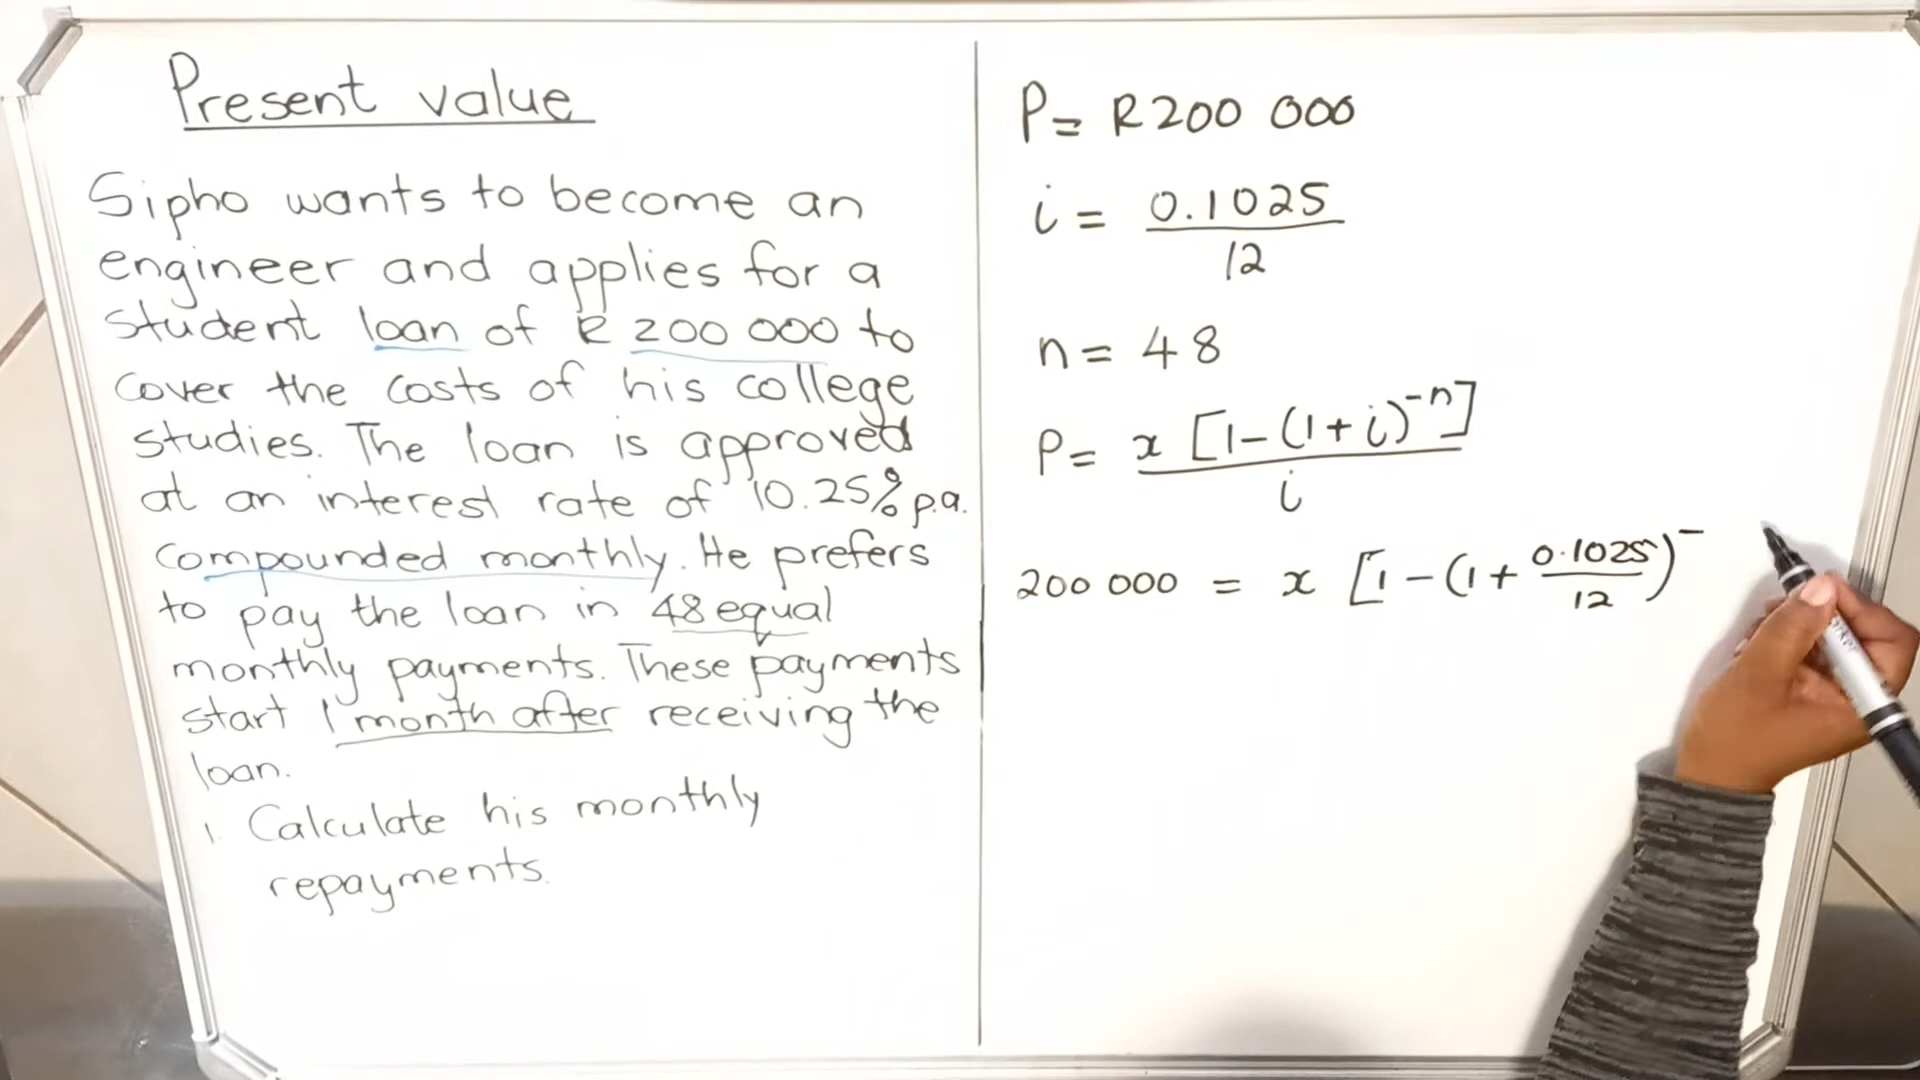 Present value
Sipho wants to become an
engineer and applies for a
student loan of R 200 000 to
cover the costs of his college
studies. The loan is approved
at an interest rate of 10.25% p.a.
compounded monthly. He prefers
to pay the loan in 48 equal
monthly payments. These payments
start 1 month after receiving the
loan.
1. Calculate his monthly
repayments.
P = R200 000
i = 0.1025
12
n = 48
P = x [1-(1+i)^-n]
i
200 000 = x [1-(1+ 0.1025)^-
12